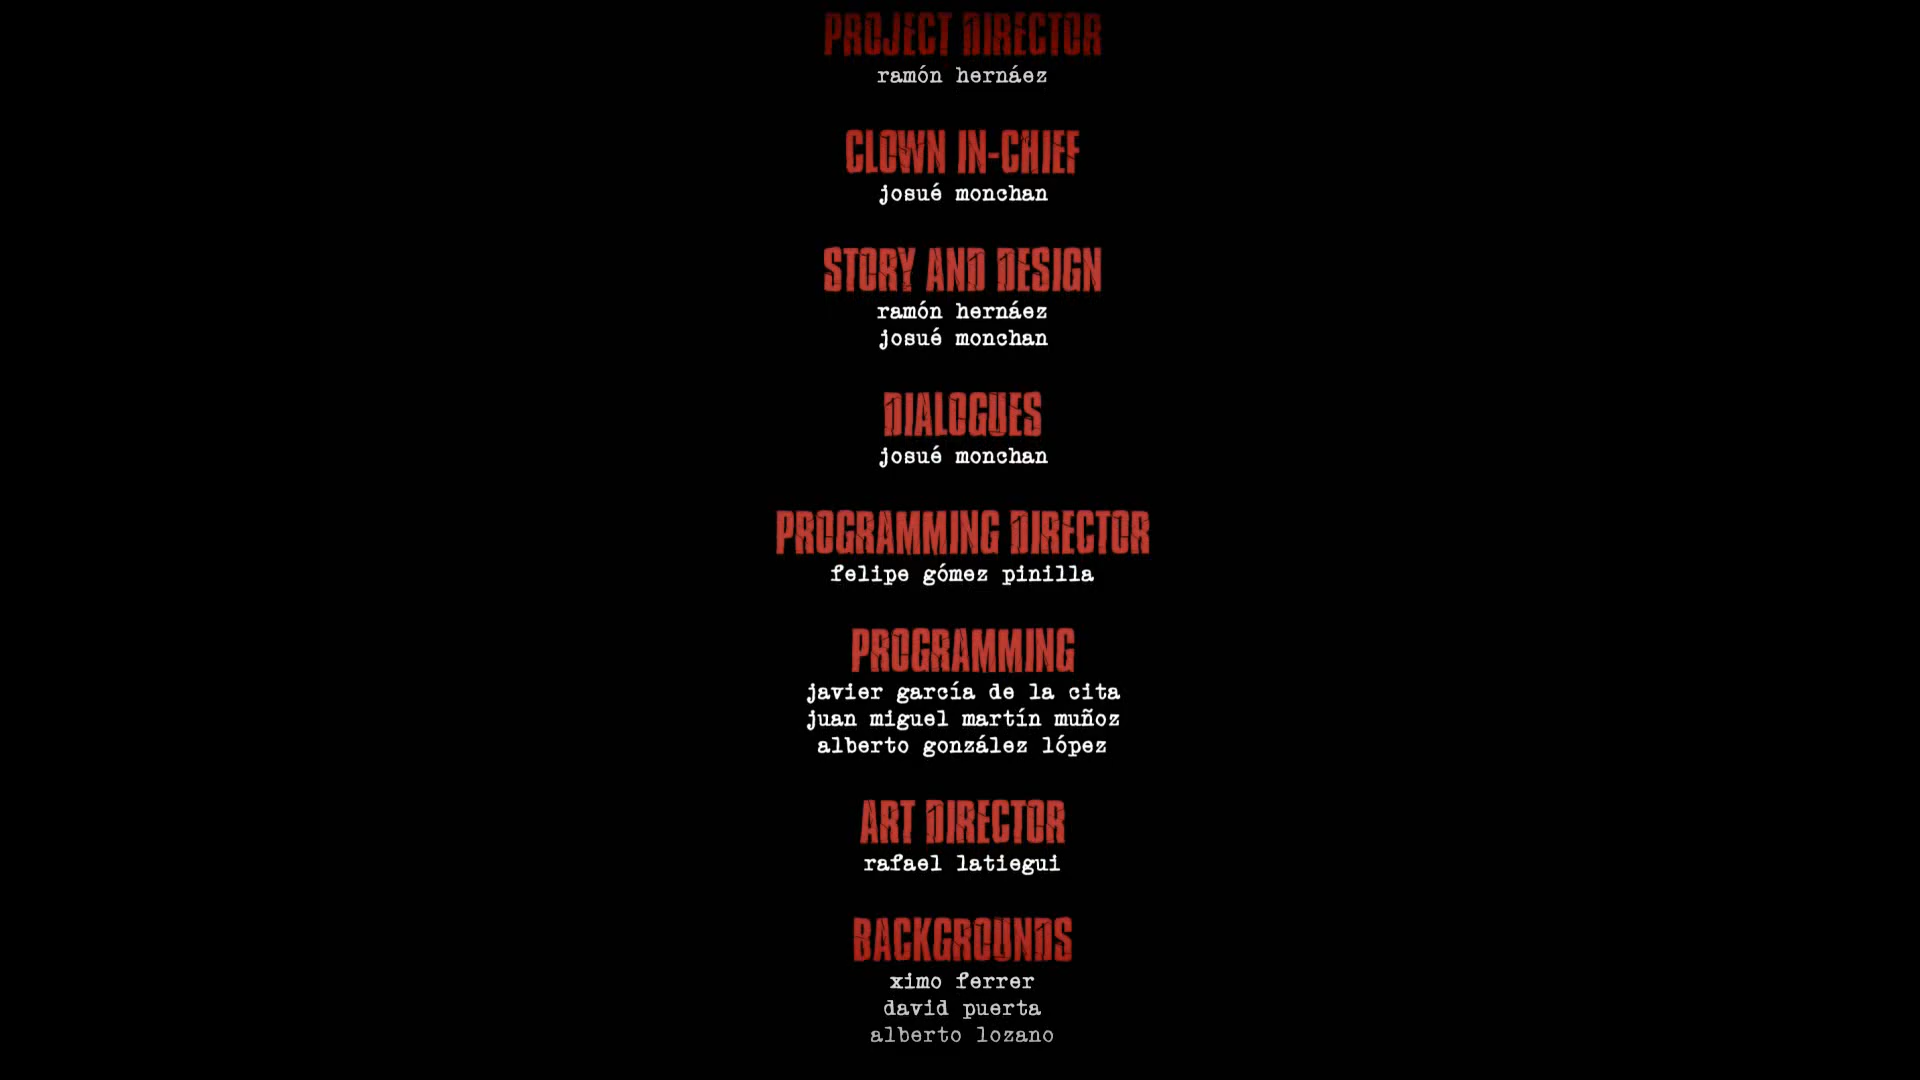 PROJECT DIRECTOR
ramón hernáez
CLOWN IN-CHIEF
josué monchan
STORY AND DESIGN
ramón hernáez
josué monchan
DIALOGUES
josué monchan
PROGRAMMING DIRECTOR
felipe gómez pinilla
PROGRAMMING
javier garcía de la cita
juan miguel martín muñoz
alberto gonzález lópez
ART DIRECTOR
rafael latiegui
BACKGROUNDS
ximo ferrer
david puerta
alberto lozano